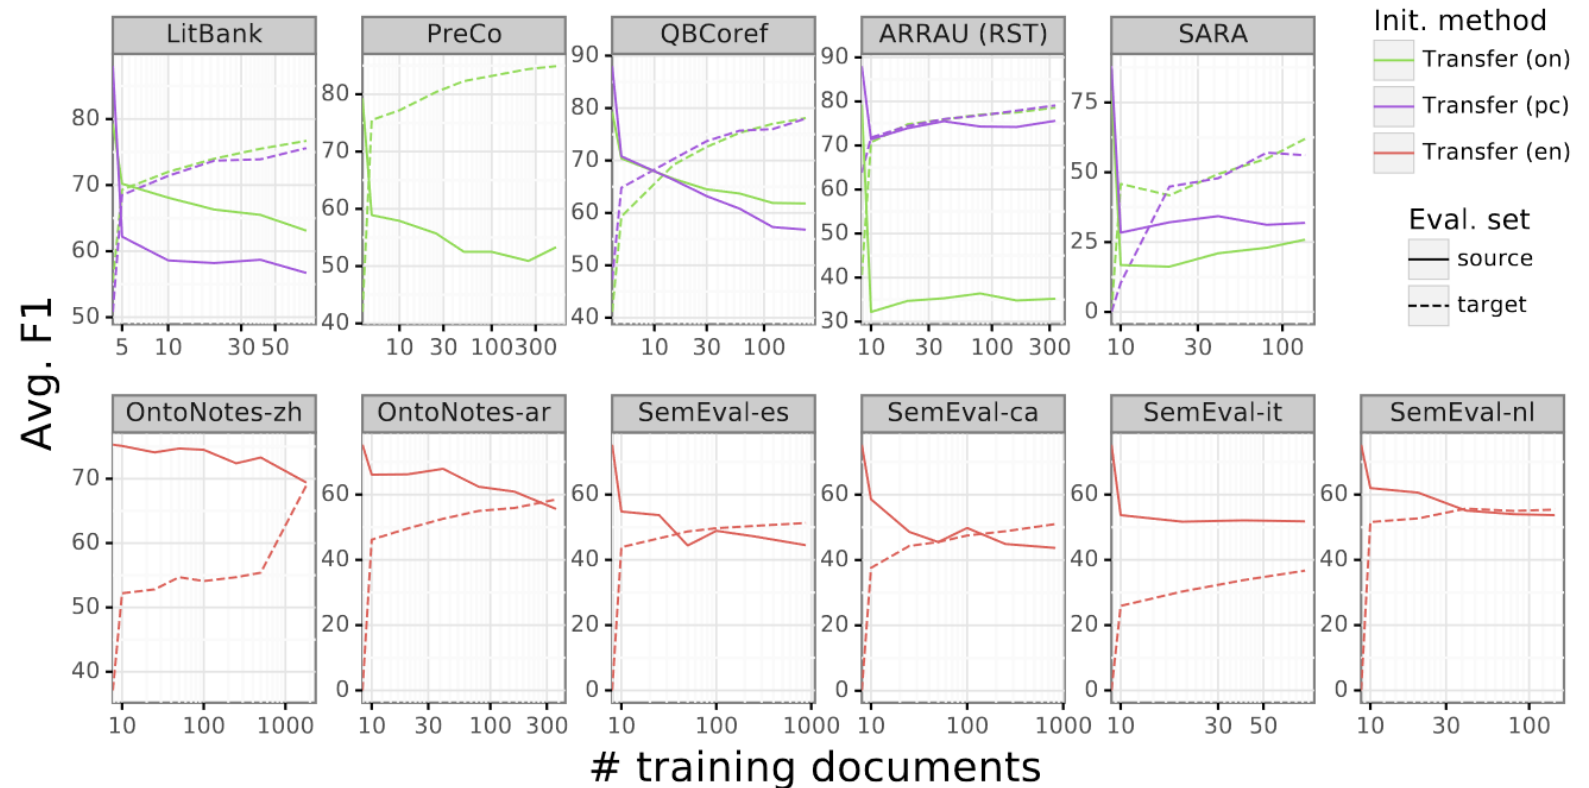 LitBank PreCo QBCoref ARRAU (RST) SARA
Init. method
Transfer (on)
Transfer (pc)
Transfer (en)
Eval. set
source
target
80
70
60
50
5 10 30 50
80
70
60
50
40
10 30 100 300
90
80
70
60
50
40
10 30 100
90
80
70
60
50
40
30
10 30 100 300
75
50
25
0
10 30 100
Avg. F1
OntoNotes-zh OntoNotes-ar SemEval-es SemEval-ca SemEval-it SemEval-nl
70
60
50
40
10 100 1000
60
40
20
0
10 30 100 300
60
40
20
0
10 100 1000
60
40
20
0
10 100 1000
60
40
20
0
10 30 50
60
40
20
0
10 30 100
# training documents